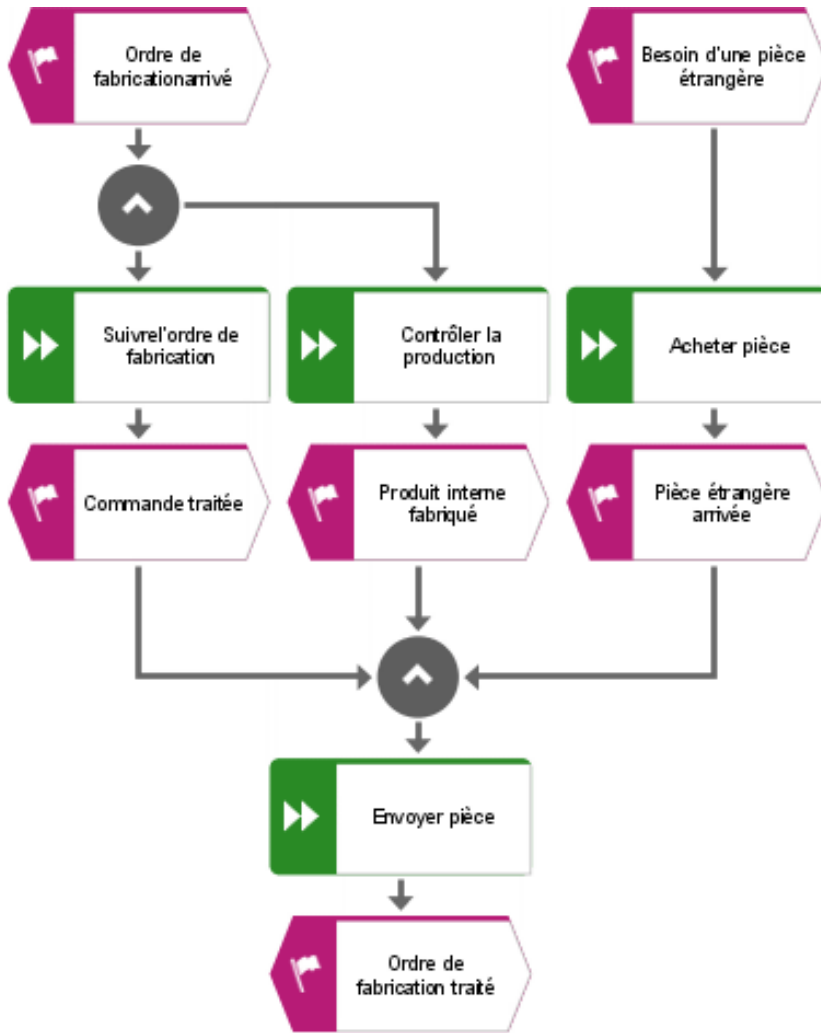 Ordre de
fabricationarrivé
Besoin d'une pièce
étrangère
Suivrel'ordre de
fabrication
Contrôler la
production
Acheter pièce
Commande traitée
Produit interne
fabriqué
Pièce étrangère
arrivée
Envoyer pièce
Ordre de
fabrication traité